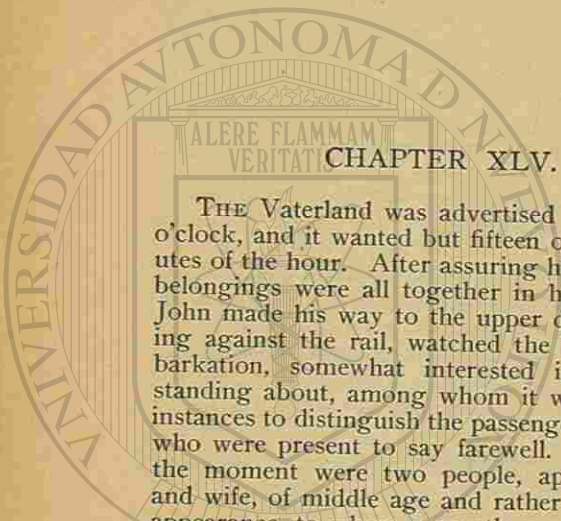 UNIVERSIDAD AUTONOMA DE NUEVO LEON
ALERE FLAMMAM
VERITATIS
CHAPTER XLV.
THE Vaterland was advertised
o'clock, and it wanted but fifteen
utes of the hour. After assuring
belongings were all together in
John made his way to the upper
ing against the rail, watched the
barkation, somewhat interested
standing about, among whom it
instances to distinguish the passeng
who were present to say farewell.
the moment were two people,
and wife, of middle age and rather